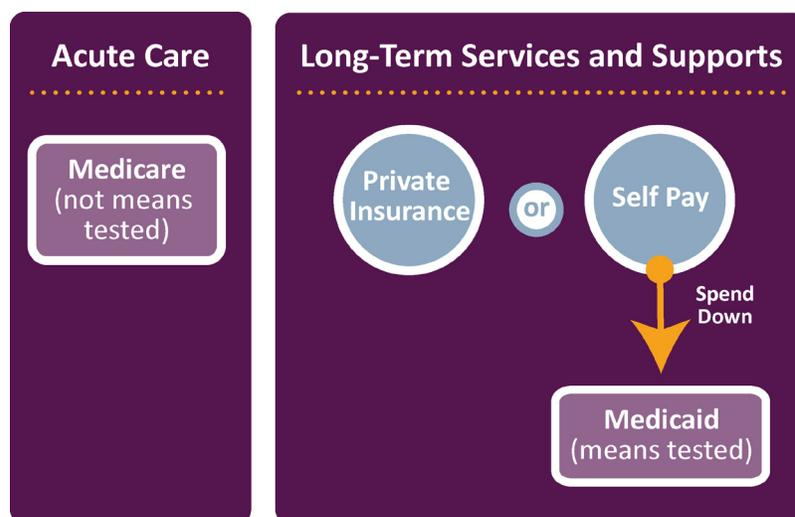 Acute Care
Medicare
(not means
tested)
Long-Term Services and Supports
Private
Insurance
or
Self Pay
Spend
Down
Medicaid
(means tested)